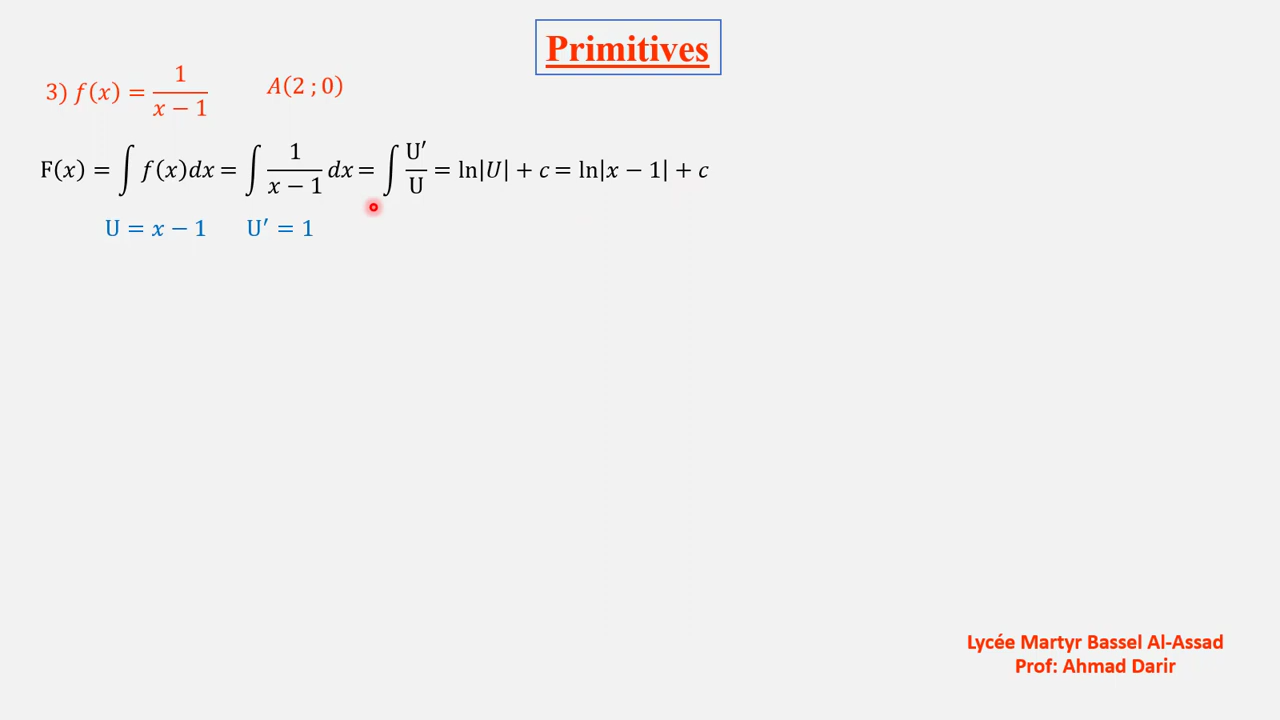 Primitives
3) f(x) = 1/(x − 1) A(2 ; 0)
F(x) = ∫ f(x)dx = ∫ 1/(x − 1) dx = ∫ U′/U = ln|U| + c = ln|x − 1| + c
U = x − 1 U′ = 1
Lycée Martyr Bassel Al-Assad
Prof: Ahmad Darir